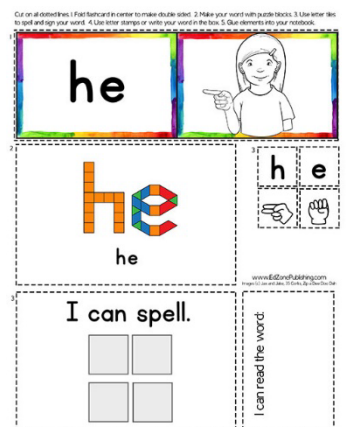 Cut on all dotted lines 1. Fold flashcard in center to make double sided. 2. Make your word with puzzle blocks. 3. Use letter tiles
to spell and sign your word. 4. Use letter stamps or write your word in the box. 5. Glue elements into your notebook.
1
he
2
he
he
3
h e
www.EdZonePublishing.com
3
I can spell.
I can read the word: